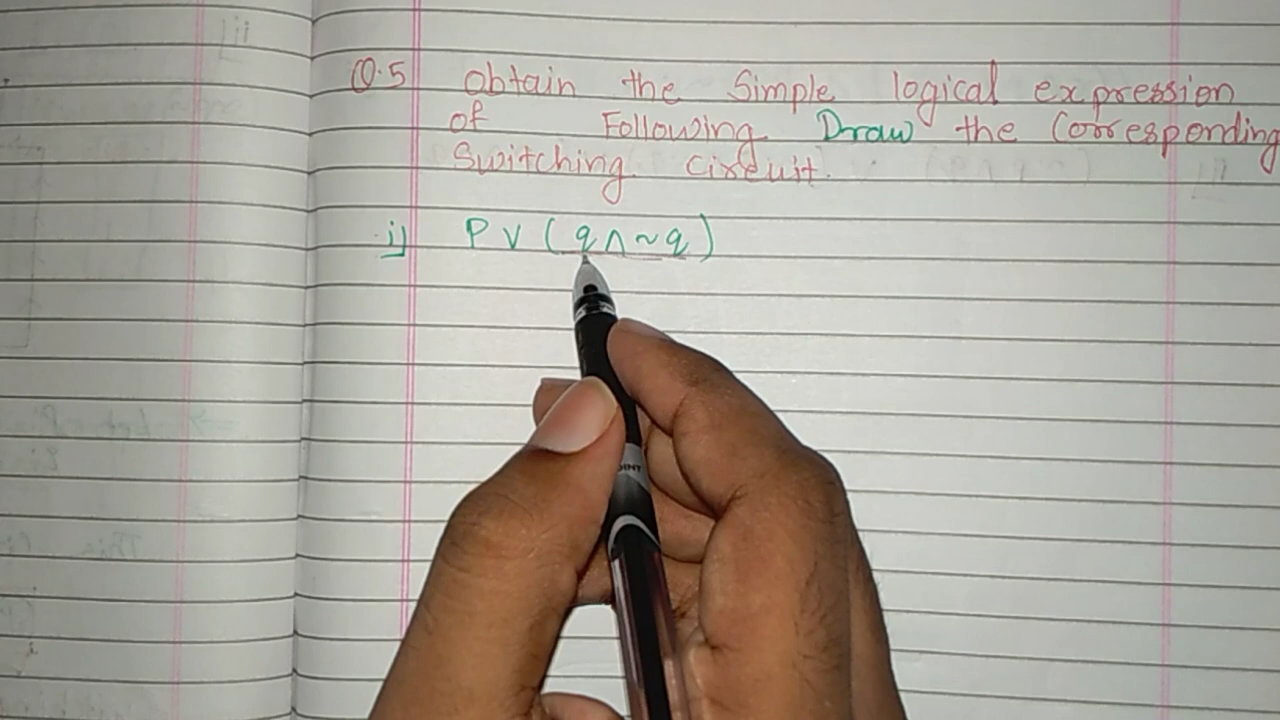 Q.5 Obtain the Simple logical expression
of Following. Draw the Corresponding
Switching Circuit.
i) P V ( q ∧ ~ q )